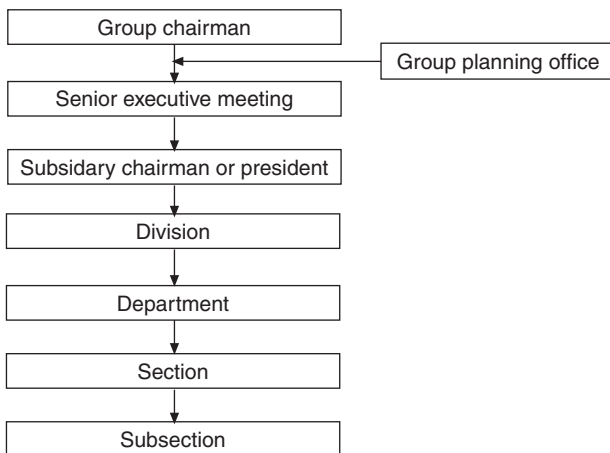 Group chairman
Group planning office
Senior executive meeting
Subsidary chairman or president
Division
Department
Section
Subsection